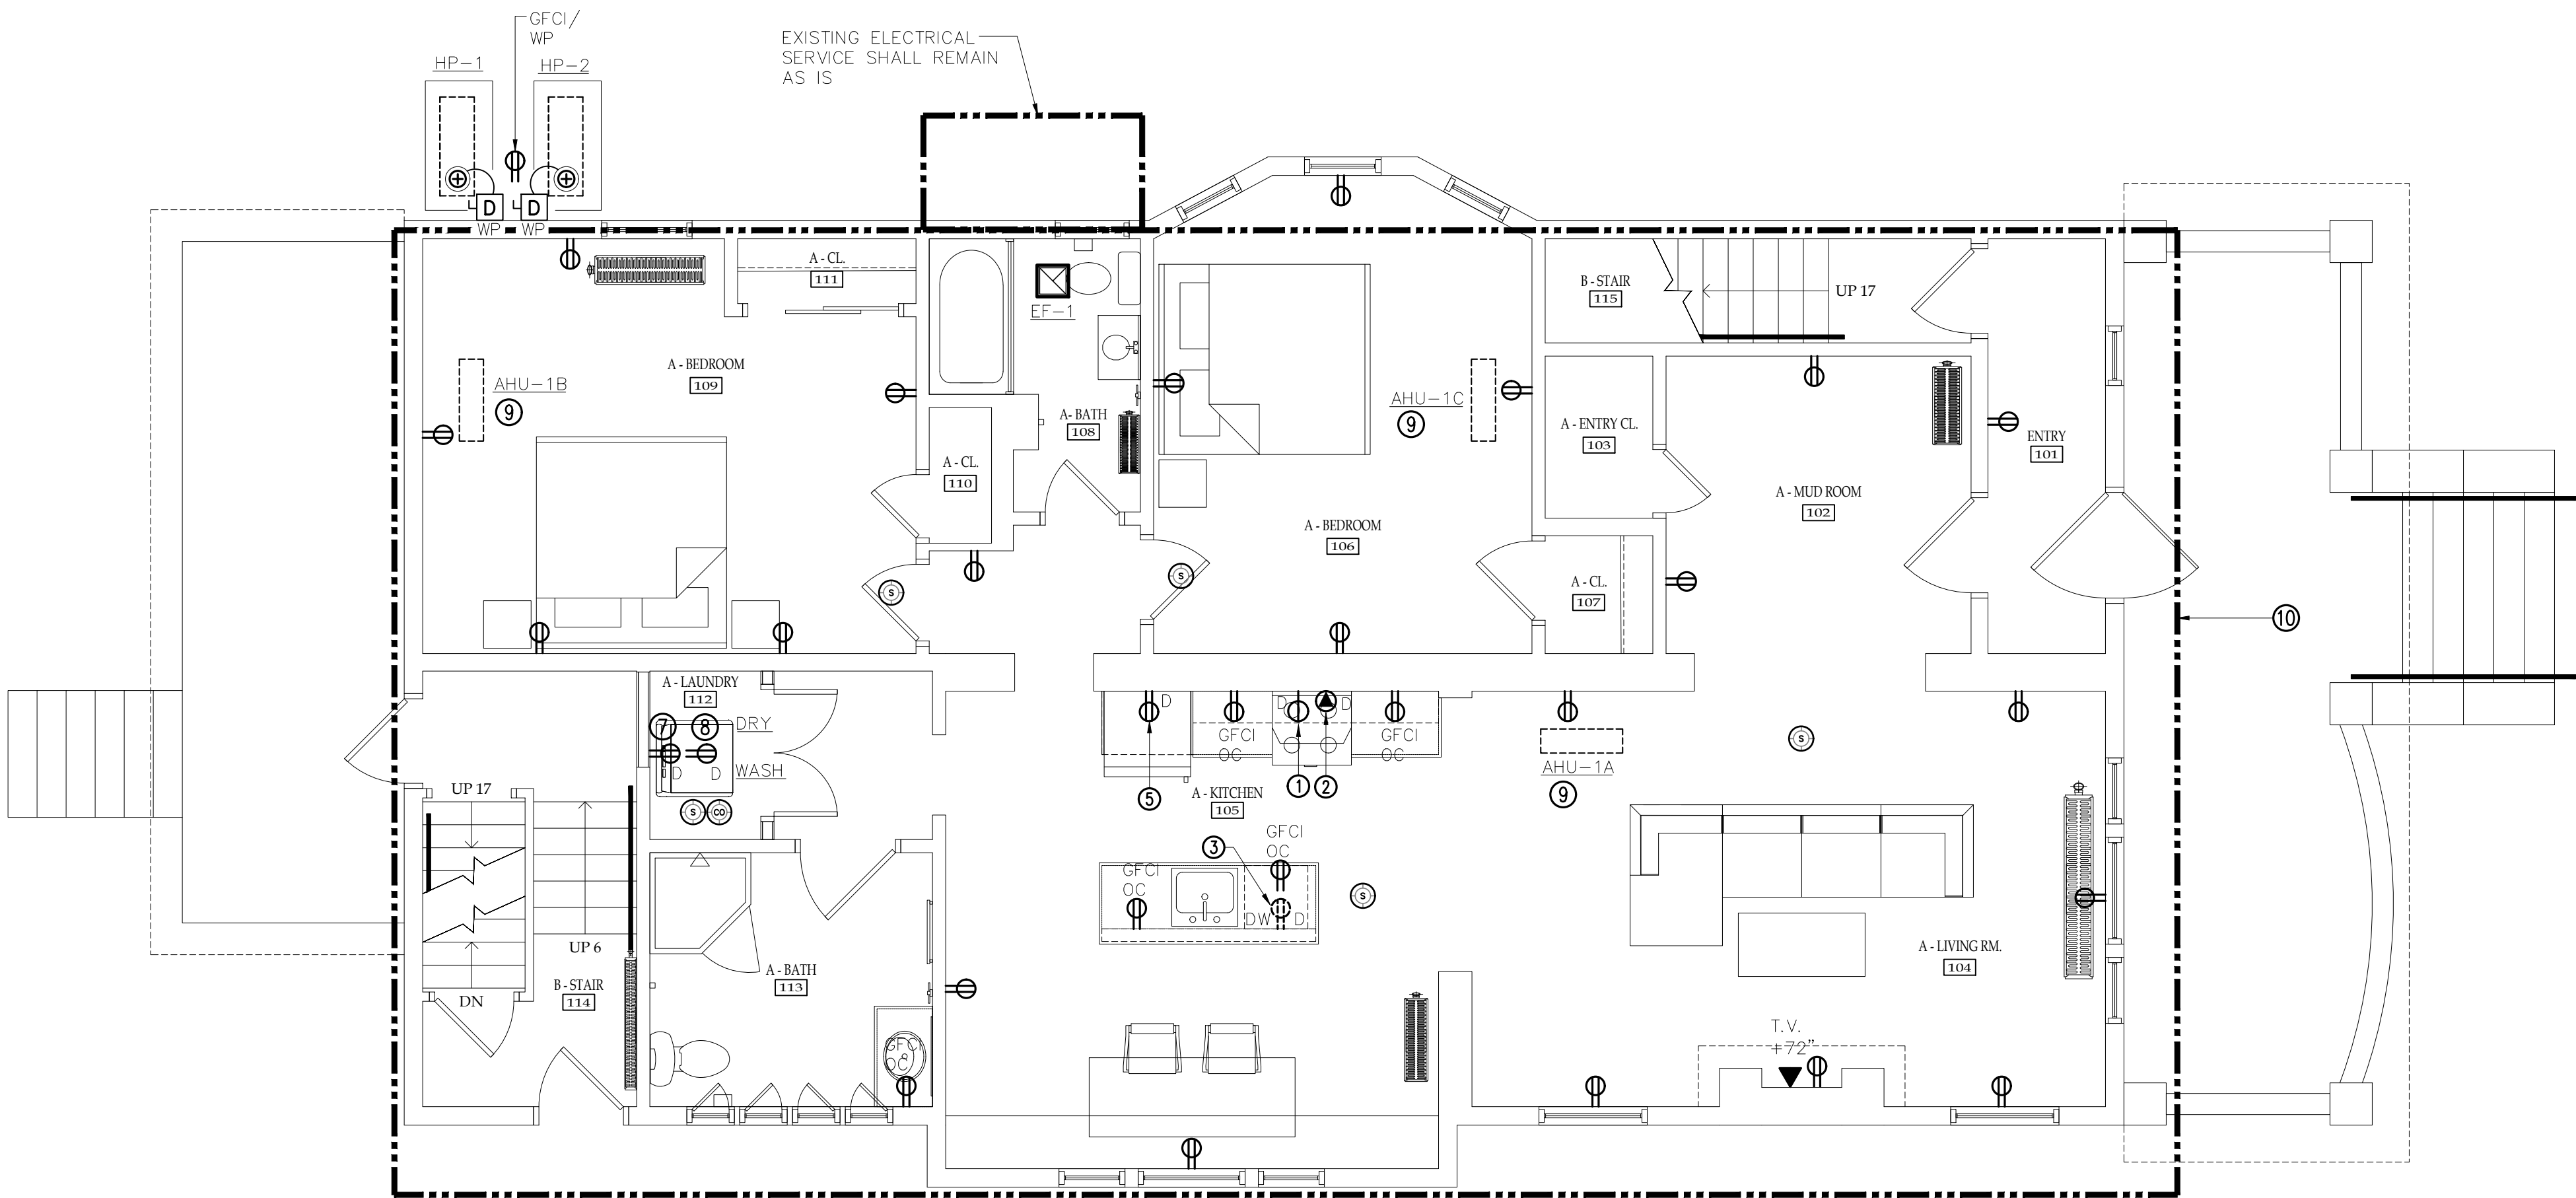 GFCI/
WP
EXISTING ELECTRICAL
SERVICE SHALL REMAIN
AS IS
HP-1
HP-2
D
D
WP
WP
A - CL.
111
EF-1
B - STAIR
115
UP 17
A - BEDROOM
109
AHU-1B
9
A- BATH
108
AHU-1C
9
A - ENTRY CL.
103
ENTRY
101
A - CL.
110
A - MUD ROOM
102
A - BEDROOM
106
S
S
A - CL.
107
10
A - LAUNDRY
112
7
8
DRY
D
D
WASH
S
CO
D
GFCI
OC
D
D
GFCI
OC
5
1
2
S
AHU-1A
9
A - KITCHEN
105
UP 17
UP 6
DN
B - STAIR
114
3
GFCI
OC
GFCI
OC
DW
D
S
A - BATH
113
A - LIVING RM.
104
GFCI
OC
T.V.
+72"